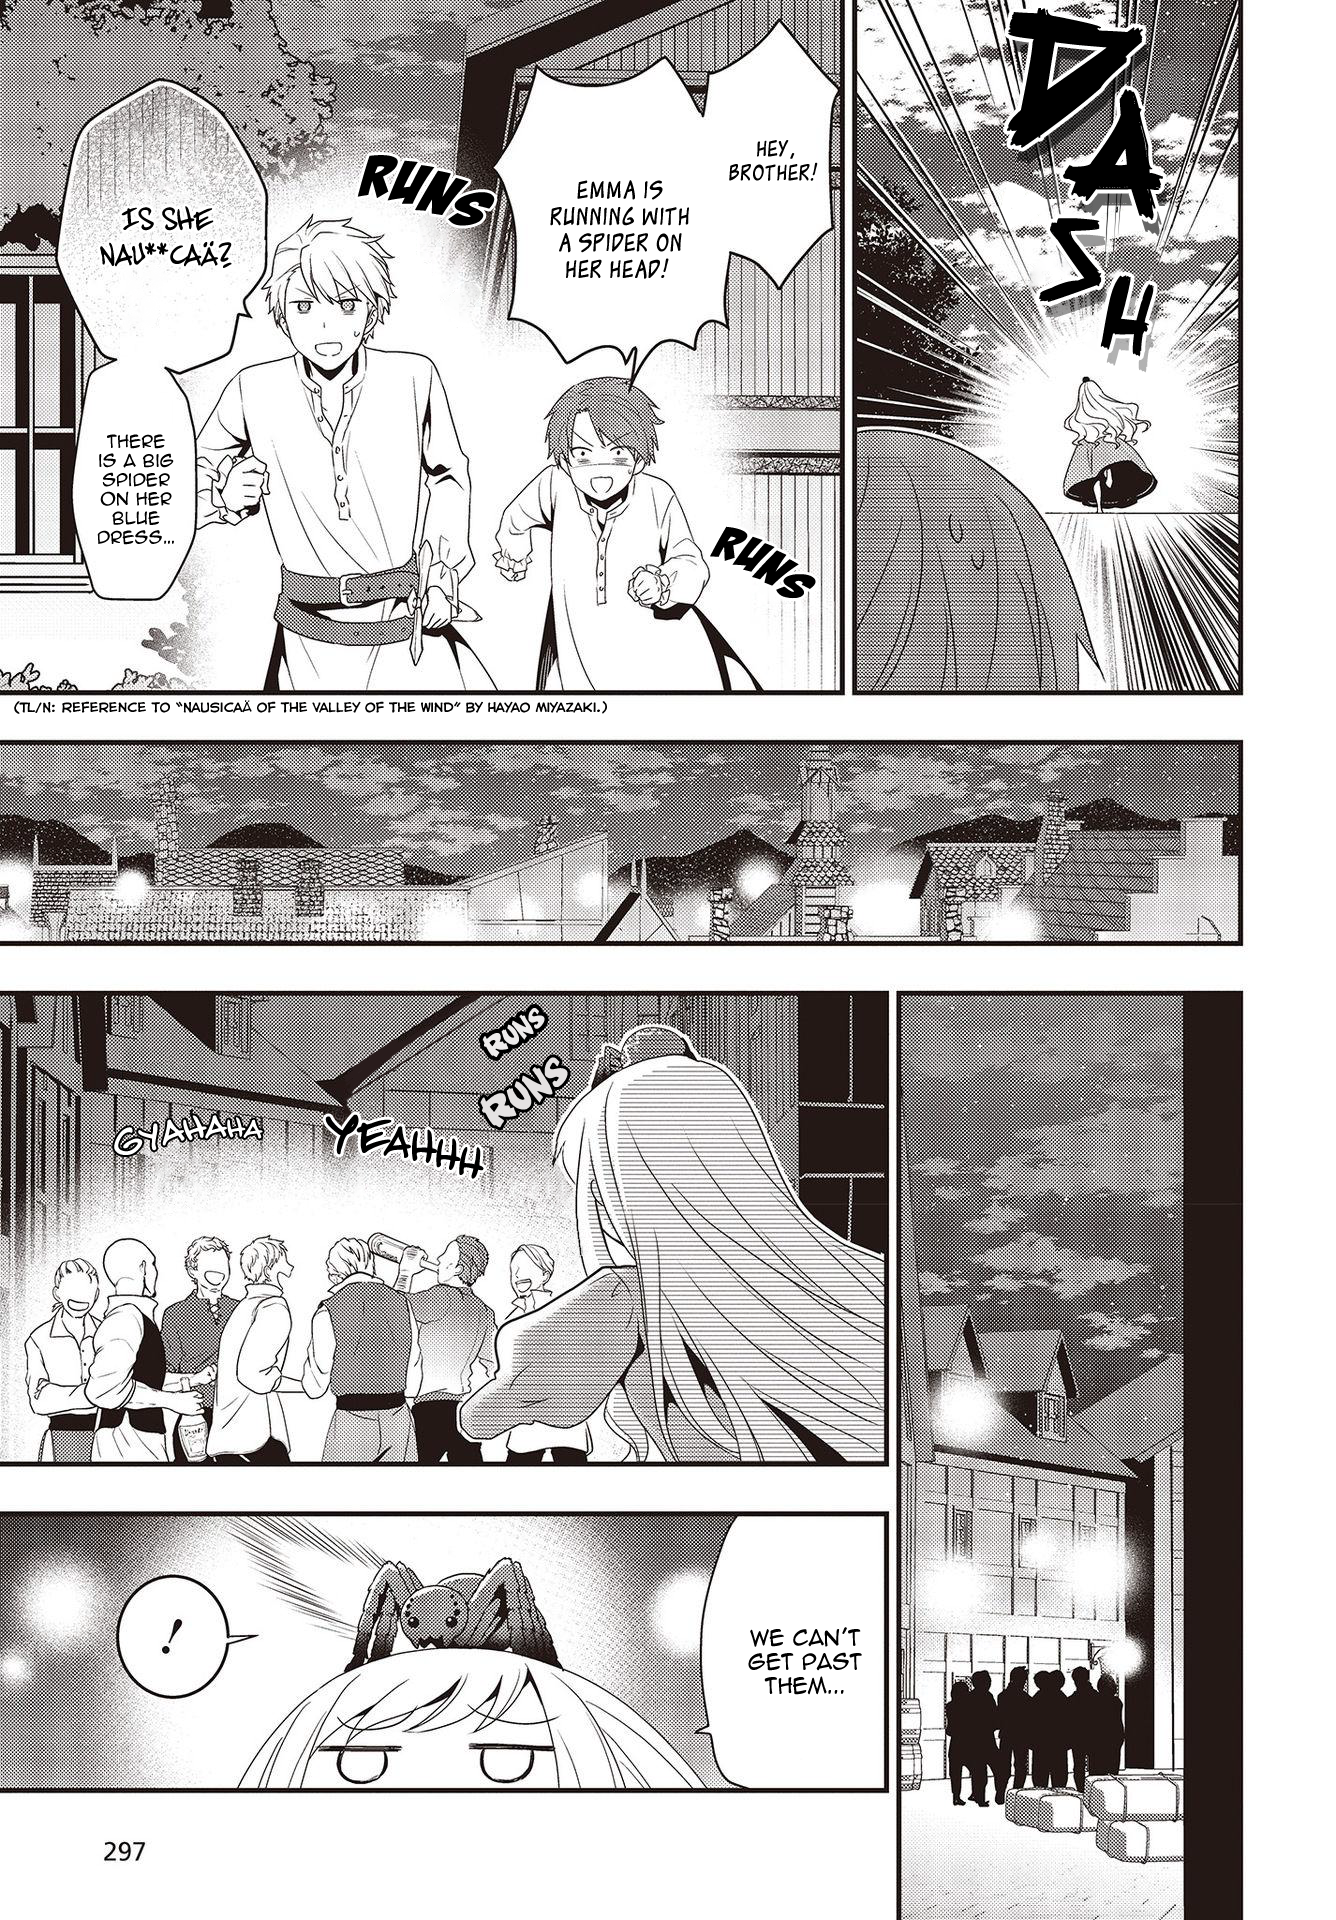 DASH
HEY,
BROTHER!
EMMA IS
RUNNING WITH
A SPIDER ON
HER HEAD!
RUNS
RUNS
IS SHE
NAU**CAÄ?
THERE
IS A BIG
SPIDER
ON HER
BLUE
DRESS...
(TL/N: REFERENCE TO "NAUSICAÄ OF THE VALLEY OF THE WIND" BY HAYAO MIYAZAKI.)
RUNS
RUNS
YEAHHH
GYAHAHA
WE CAN'T
GET PAST
THEM...
!
297